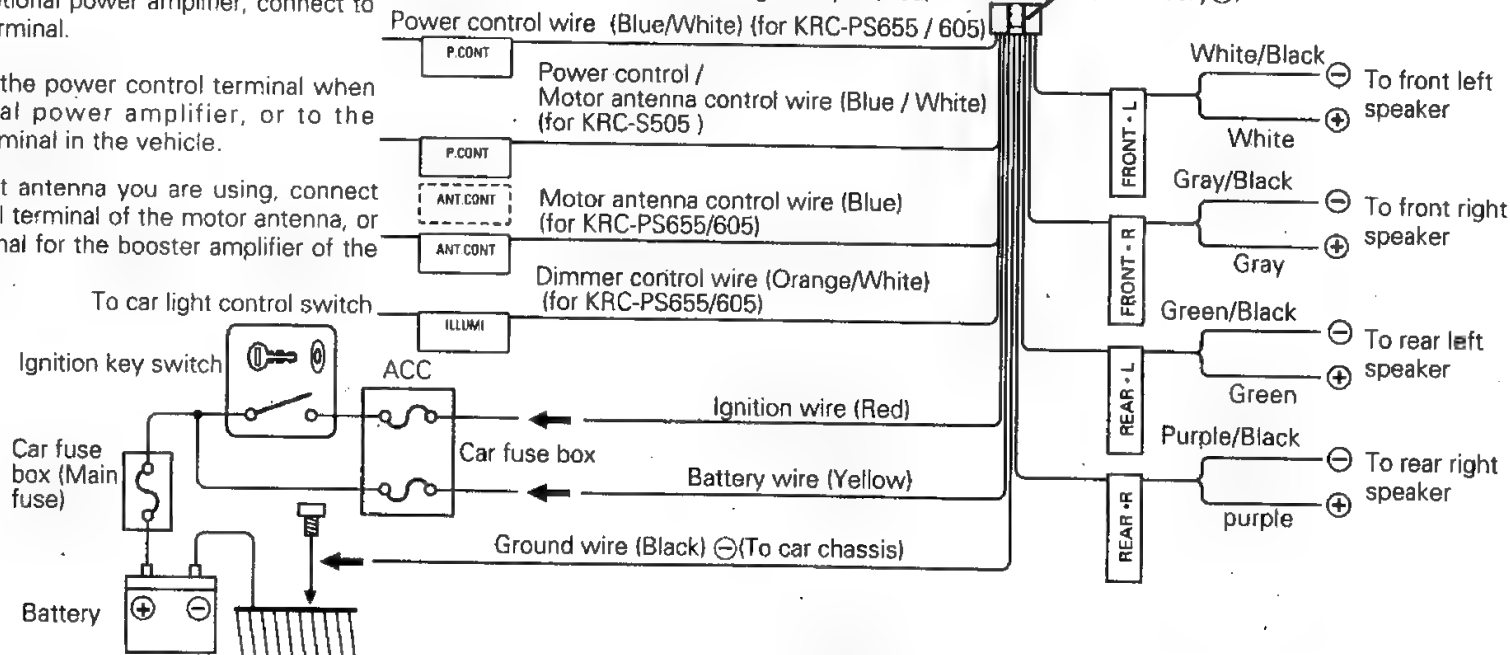 tional power amplifier, connect to
rminal.
the power control terminal when
al power amplifier, or to the
minal in the vehicle.
t antenna you are using, connect
l terminal of the motor antenna, or
nal for the booster amplifier of the
Power control wire (Blue/White) (for KRC-PS655 / 605)
P.CONT
Power control /
Motor antenna control wire (Blue / White)
(for KRC-S505 )
P.CONT
ANT.CONT
Motor antenna control wire (Blue)
(for KRC-PS655/605)
ANT.CONT
Dimmer control wire (Orange/White)
(for KRC-PS655/605)
To car light control switch
ILLUMI
Ignition key switch
ACC
Ignition wire (Red)
Car fuse
box (Main
fuse)
Car fuse box
Battery wire (Yellow)
Ground wire (Black) ⊖(To car chassis)
Battery
⊕ ⊖
FRONT • L
White/Black ⊖
White ⊕
To front left
speaker
FRONT • R
Gray/Black ⊖
Gray ⊕
To front right
speaker
REAR • L
Green/Black ⊖
Green ⊕
To rear left
speaker
REAR • R
Purple/Black ⊖
purple ⊕
To rear right
speaker